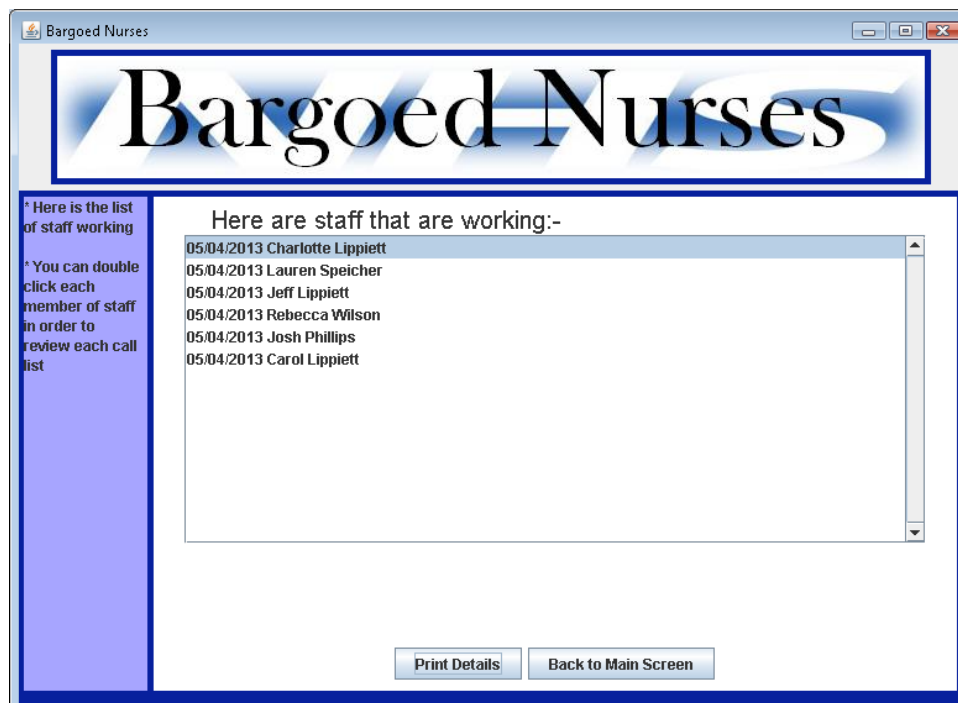 Bargoed Nurses
Bargoed Nurses
NHS
* Here is the list
of staff working
* You can double
click each
member of staff
in order to
review each call
list
Here are staff that are working:-
05/04/2013 Charlotte Lippiett
05/04/2013 Lauren Speicher
05/04/2013 Jeff Lippiett
05/04/2013 Rebecca Wilson
05/04/2013 Josh Phillips
05/04/2013 Carol Lippiett
Print Details
Back to Main Screen